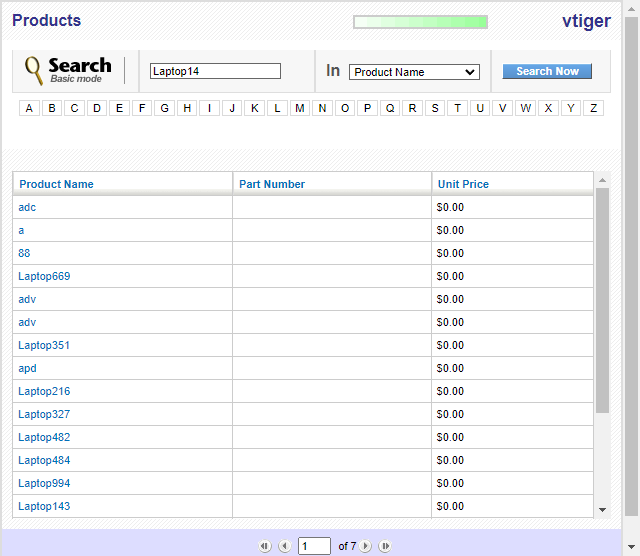 Products vtiger
Search
Basic mode
Laptop14 In Product Name Search Now
A B C D E F G H I J K L M N O P Q R S T U V W X Y Z
Product Name Part Number Unit Price
adc $0.00
a $0.00
88 $0.00
Laptop669 $0.00
adv $0.00
adv $0.00
Laptop351 $0.00
apd $0.00
Laptop216 $0.00
Laptop327 $0.00
Laptop482 $0.00
Laptop484 $0.00
Laptop994 $0.00
Laptop143 $0.00
1 of 7